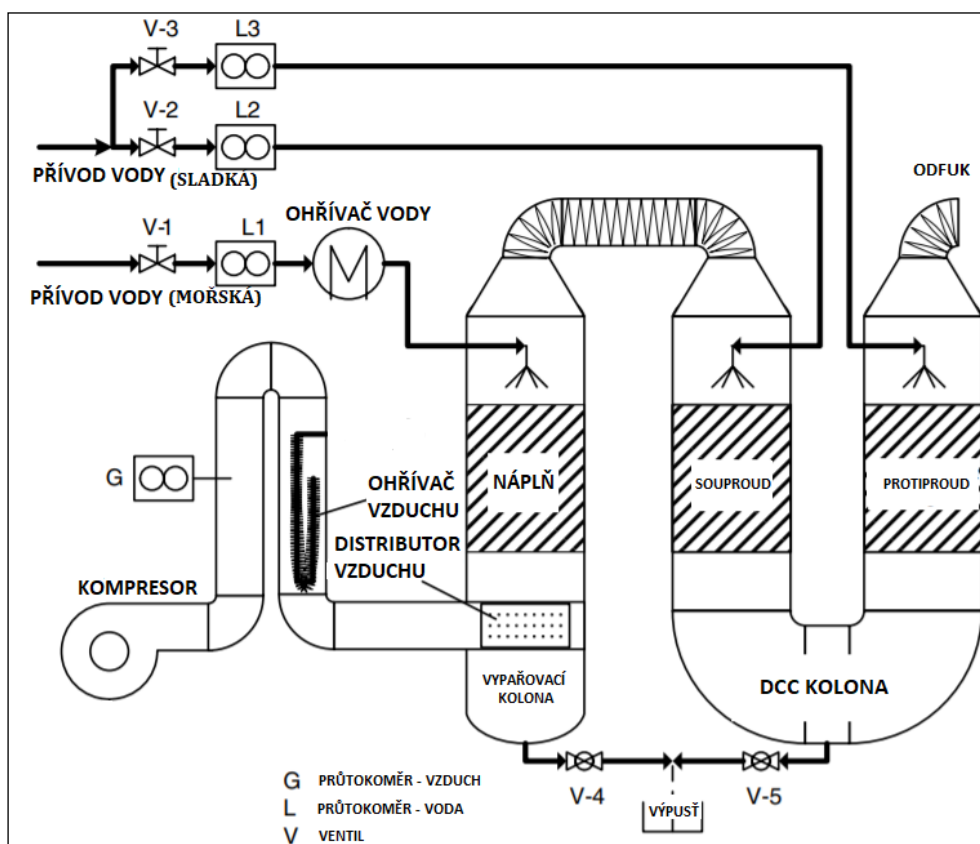 V-3
L3
V-2
L2
PŘÍVOD VODY (SLADKÁ)
ODFUK
OHŘÍVAČ VODY
V-1
L1
PŘÍVOD VODY (MOŘSKÁ)
G
OHŘÍVAČ
VZDUCHU
NÁPLŇ
SOUPROUD
PROTIPROUD
DISTRIBUTOR
VZDUCHU
KOMPRESOR
VYPAŘOVACÍ
KOLONA
DCC KOLONA
V-4
VÝPUSŤ
V-5
G PRŮTOKOMĚR - VZDUCH
L PRŮTOKOMĚR - VODA
V VENTIL